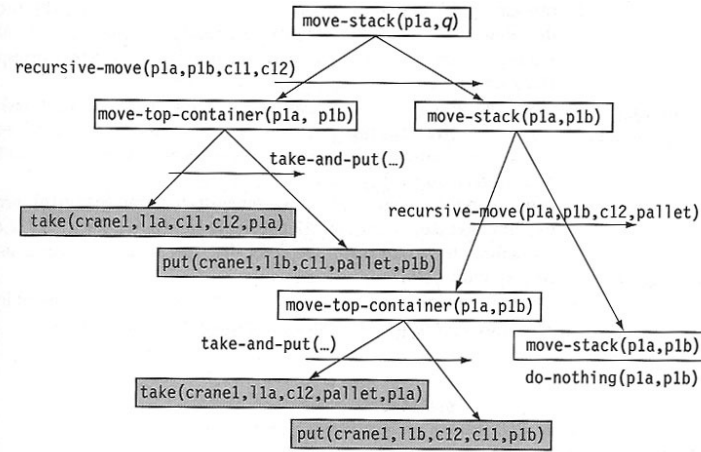 move-stack(p1a,q)
recursive-move(p1a,p1b,c11,c12)
move-top-container(p1a, p1b)
move-stack(p1a,p1b)
take-and-put(…)
take(crane1,l1a,c11,c12,p1a)
recursive-move(p1a,p1b,c12,pallet)
put(crane1,l1b,c11,pallet,p1b)
move-top-container(p1a,p1b)
take-and-put(…)
move-stack(p1a,p1b)
do-nothing(p1a,p1b)
take(crane1,l1a,c12,pallet,p1a)
put(crane1,l1b,c12,c11,p1b)